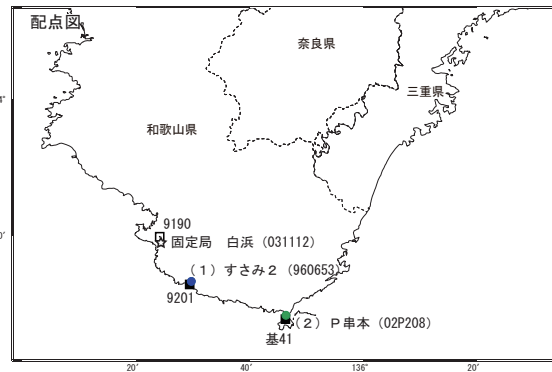 配点図
奈良県
4°
三重県
和歌山県
9190
0'
固定局 白浜（031112）
（1）すさみ2（960653）
9201
（2）P串本（02P208）
基41
20'
40'
136°
20'